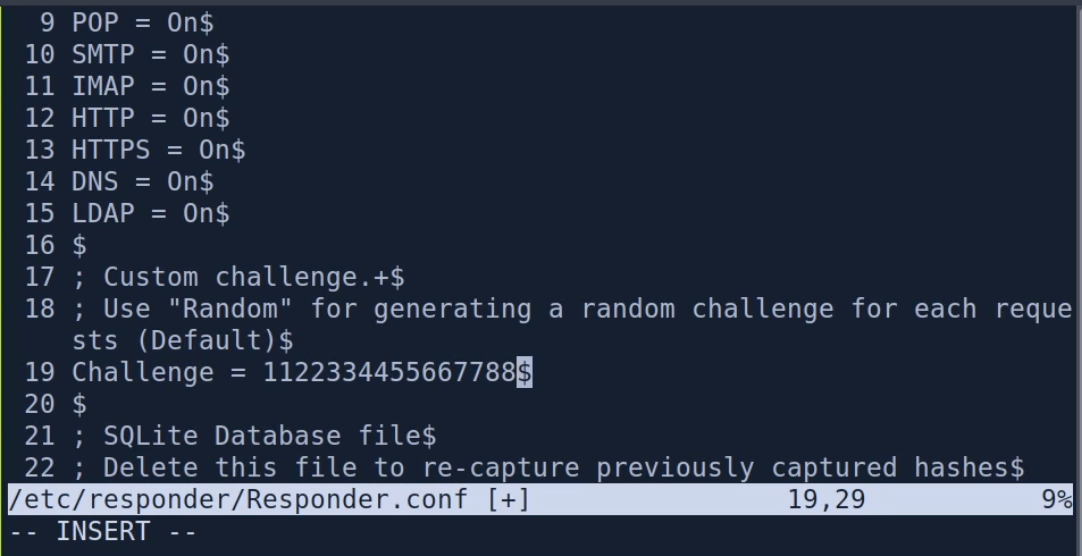 9 POP = On$
10 SMTP = On$
11 IMAP = On$
12 HTTP = On$
13 HTTPS = On$
14 DNS = On$
15 LDAP = On$
16 $
17 ; Custom challenge.+$
18 ; Use "Random" for generating a random challenge for each reque
sts (Default)$
19 Challenge = 1122334455667788$
20 $
21 ; SQLite Database file$
22 ; Delete this file to re-capture previously captured hashes$
/etc/responder/Responder.conf [+] 19,29 9%
-- INSERT --